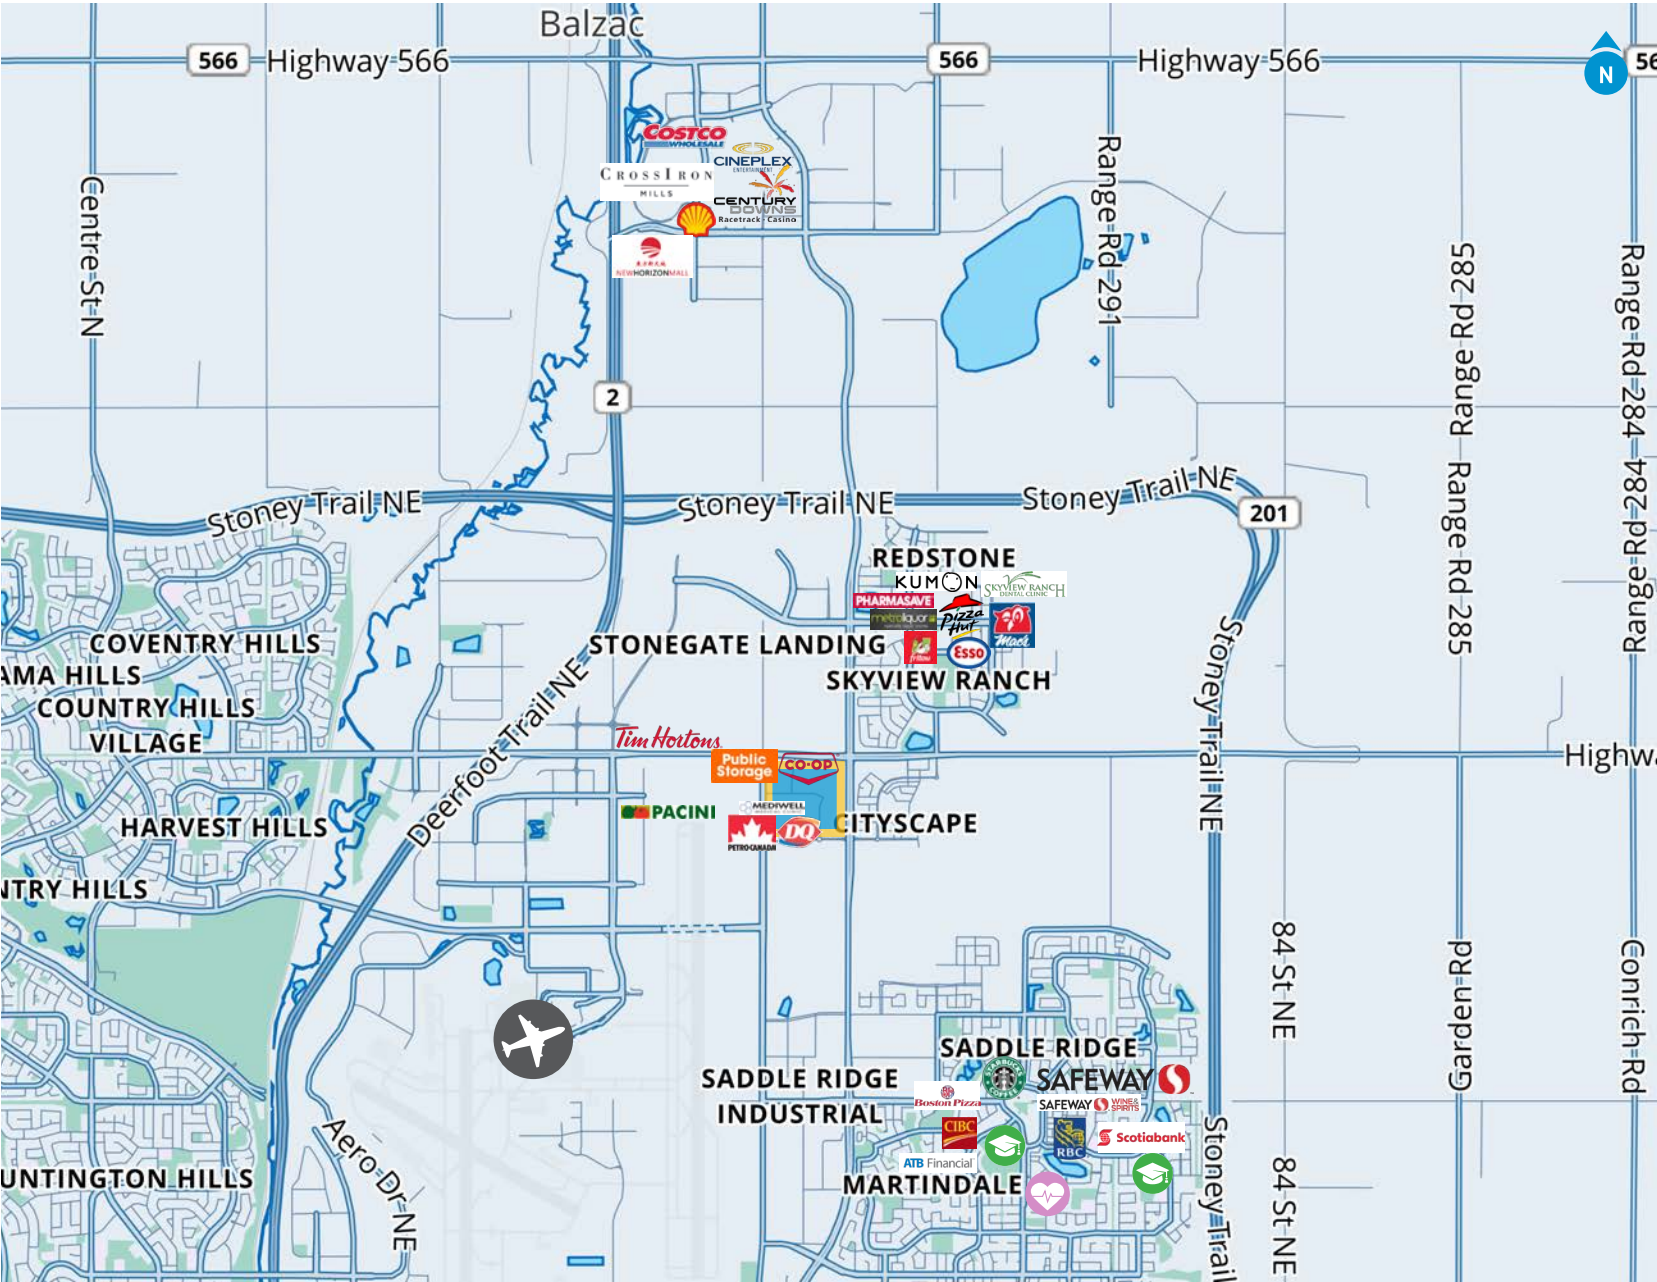 Balzac
566
Highway 566
566
Highway 566
56
N
COSTCO
WHOLESALE
CINEPLEX
ENTERTAINMENT
CROSSIRON
MILLS
CENTURY
DOWNS
Racetrack · Casino
NEWHORIZONMALL
Centre St N
Range Rd 291
Range Rd 285
Range Rd 284
2
Range Rd 285
Range Rd 284
Stoney Trail NE
Stoney Trail NE
Stoney Trail NE
201
REDSTONE
KUMON
SKYVIEW RANCH
DENTAL CLINIC
PHARMASAVE
metroliquor
Pizza
Hut
Mac's
Esso
COVENTRY HILLS
STONEGATE LANDING
AMA HILLS
SKYVIEW RANCH
COUNTRY HILLS
VILLAGE
Stoney Trail NE
Deerfoot Trail NE
Tim Hortons
Public
Storage
CO-OP
Highwa
MEDIWELL
PACINI
HARVEST HILLS
CITYSCAPE
DQ
PETRO-CANADA
NTRY HILLS
84 St NE
Garden Rd
Conrich Rd
SADDLE RIDGE
SADDLE RIDGE
INDUSTRIAL
STARBUCKS
COFFEE
SAFEWAY
Boston Pizza
SAFEWAY
WINE&
SPIRITS
CIBC
RBC
Scotiabank
ATB Financial
Aero Dr NE
UNTINGTON HILLS
MARTINDALE
Stoney Trail
84 St NE